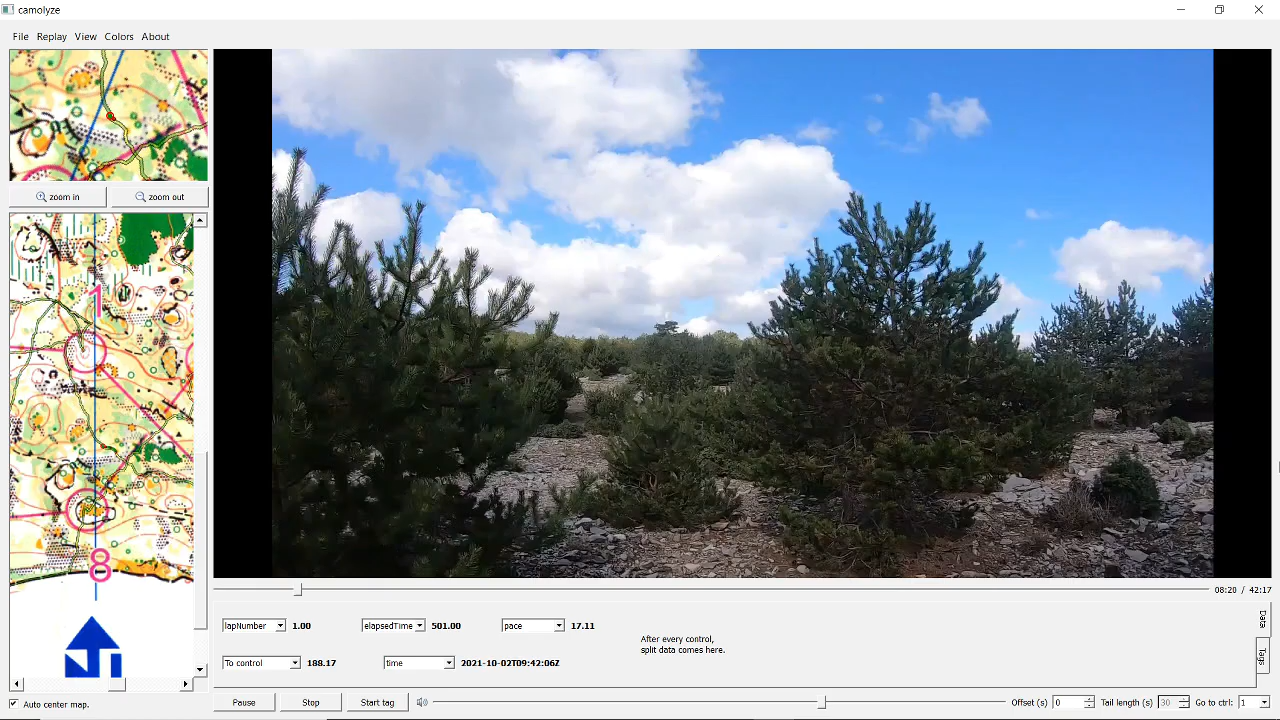 camolyze
File Replay View Colors About
zoom in
zoom out
1
8
08:20 / 42:17
lapNumber 1.00 elapsedTime 501.00 pace 17.11
After every control,
split data comes here.
To control 188.17 time 2021-10-02T09:42:06Z
Data
Tags
Auto center map.
Pause Stop Start tag Offset (s) 0 Tail length (s) 30 Go to ctrl: 1